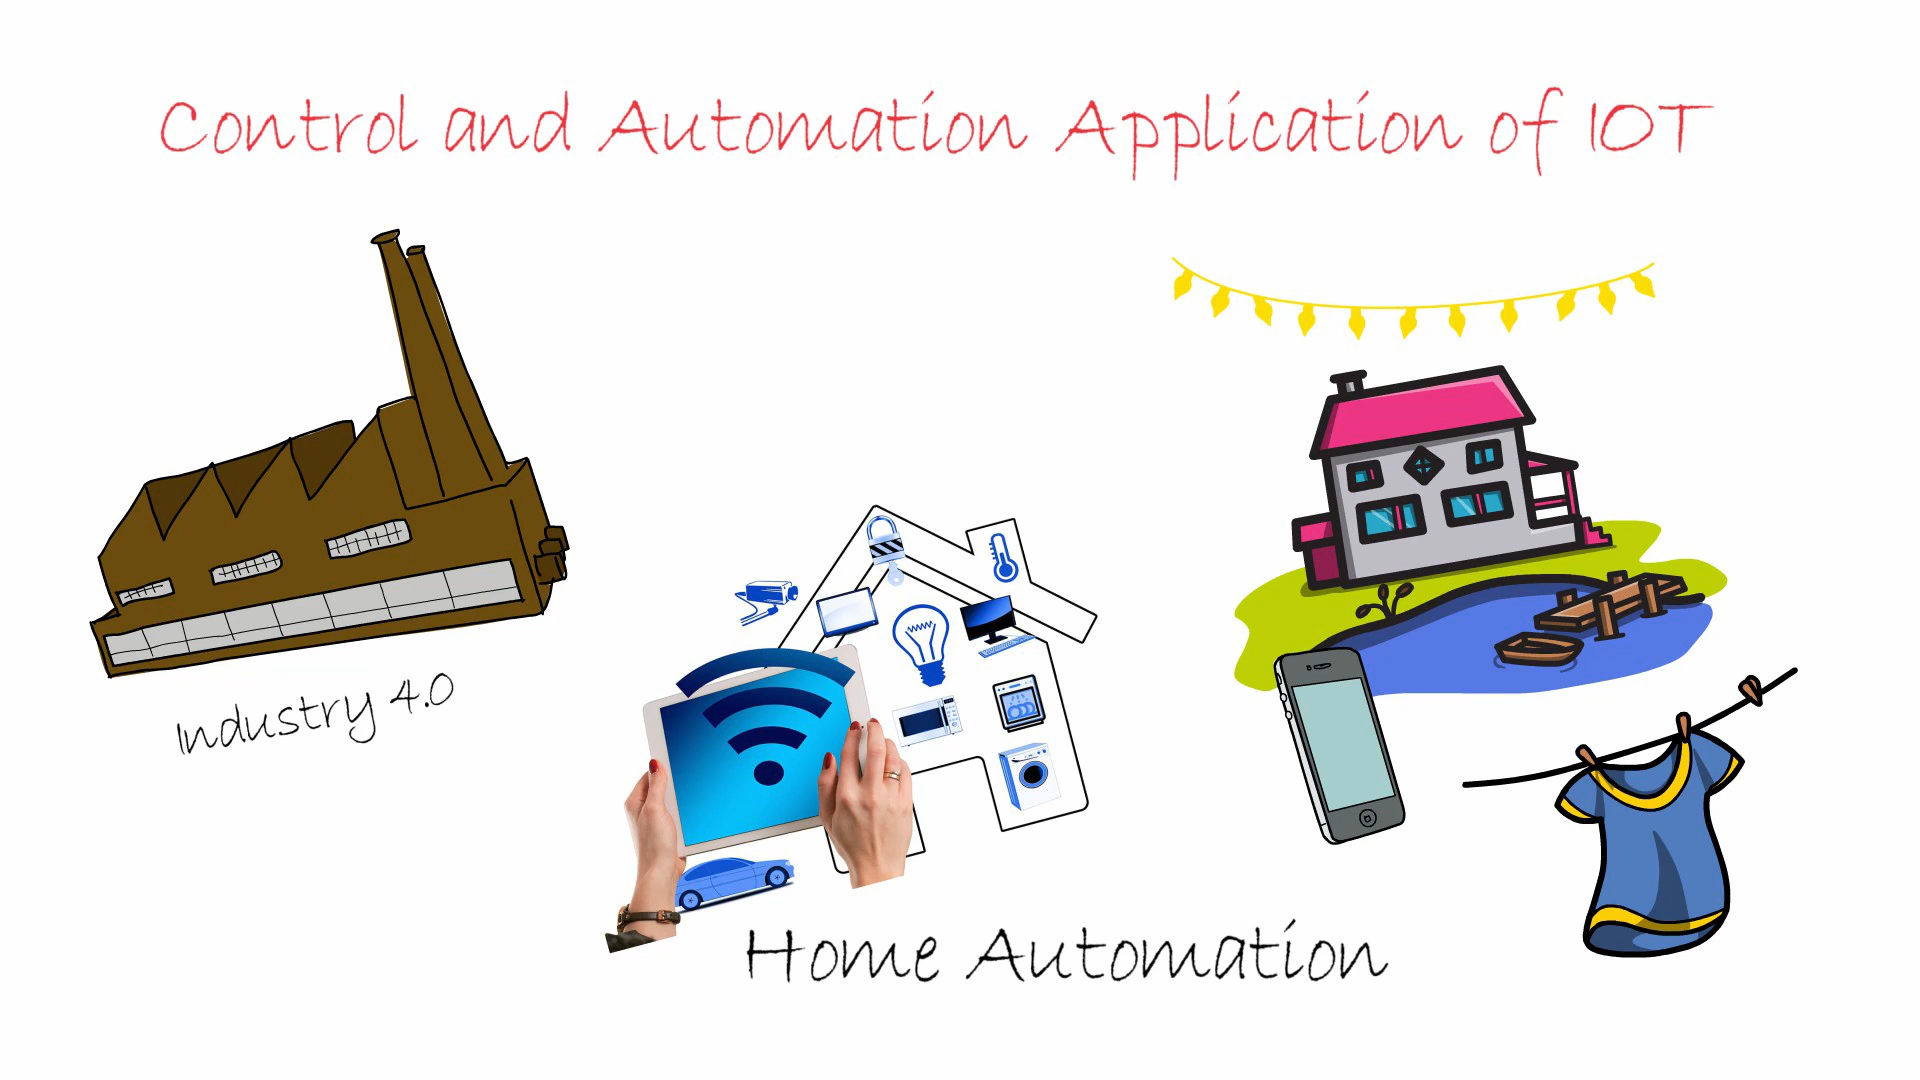 Control and Automation Application of IOT
Industry 4.0
Home Automation